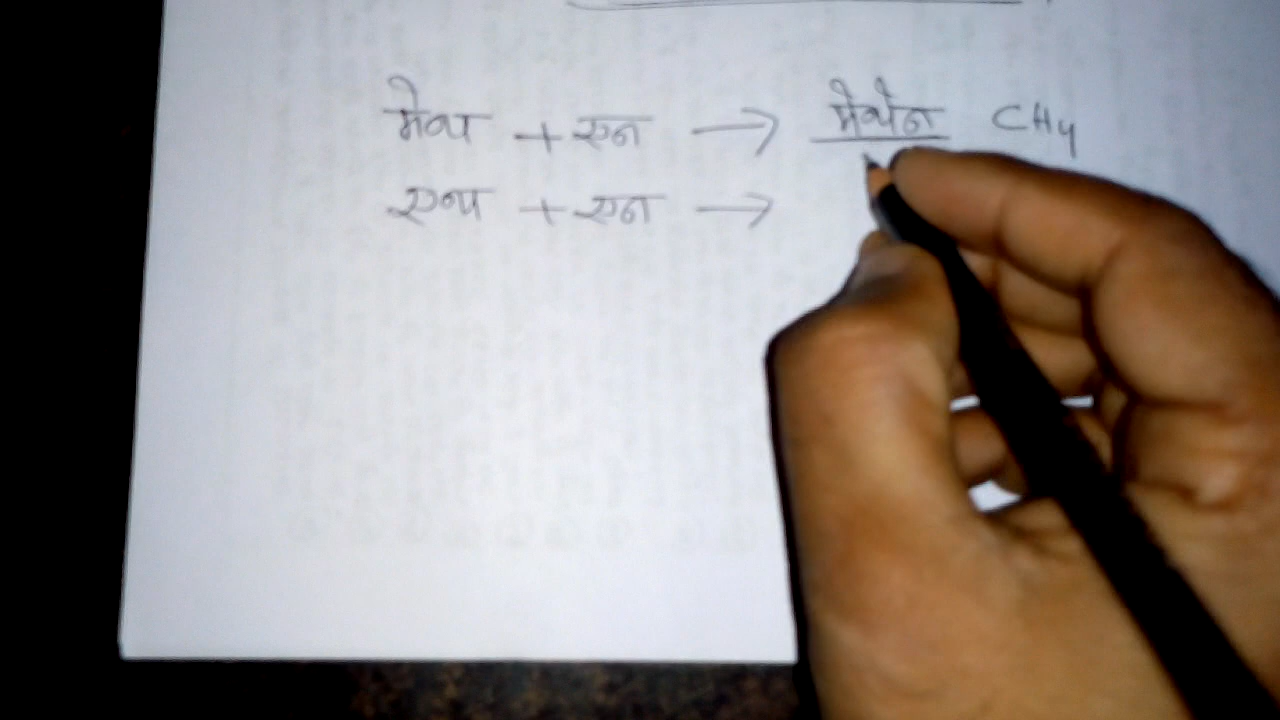 मेथ + एन → मेथेन CH4
एथ + एन →